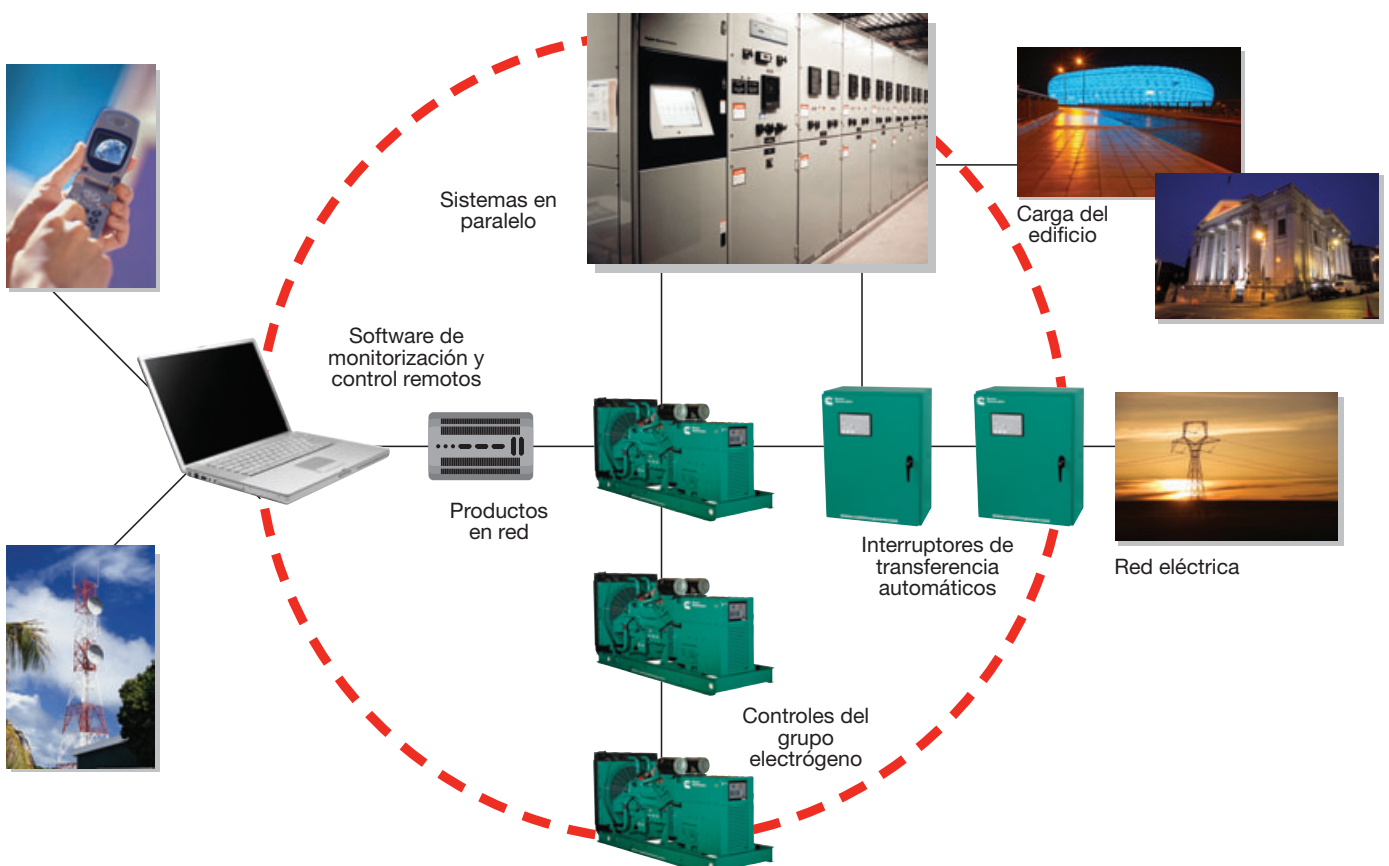 Sistemas en
paralelo
Carga del
edificio
Software de
monitorización y
control remotos
Productos
en red
Interruptores de
transferencia
automáticos
Red eléctrica
Controles del
grupo
electrógeno